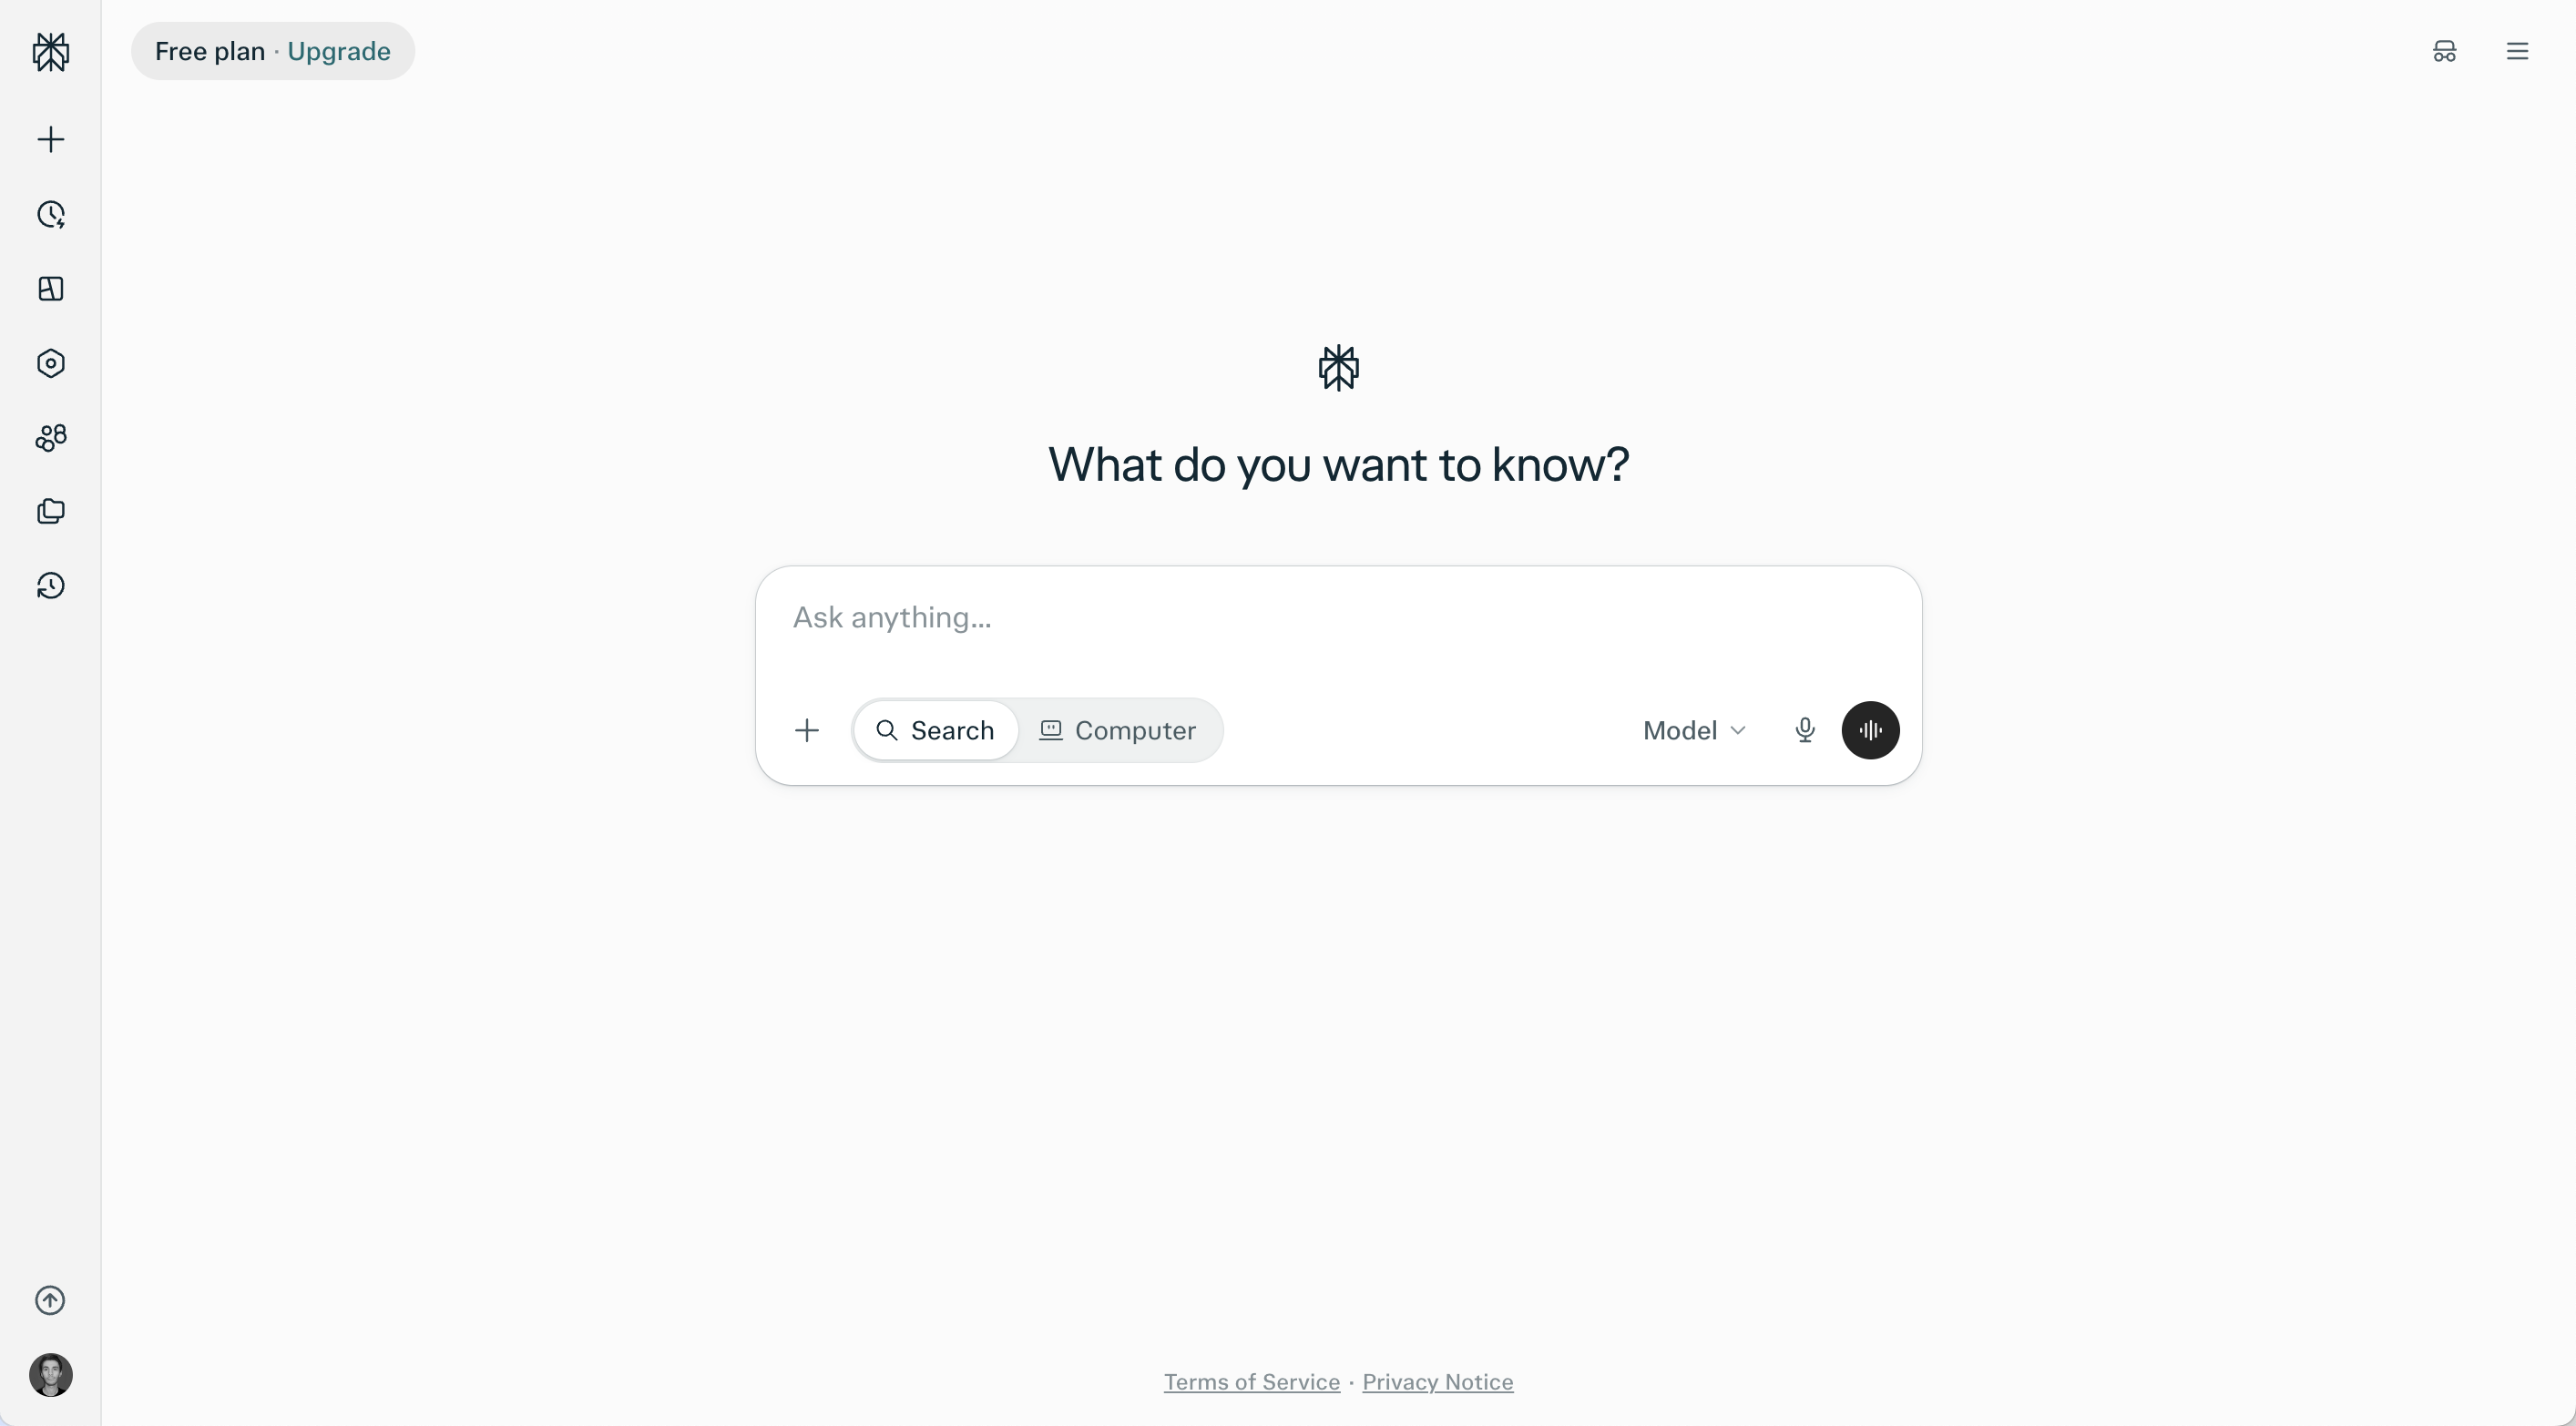 Free plan · Upgrade
What do you want to know?
Ask anything...
Search
Computer
Model
Terms of Service · Privacy Notice